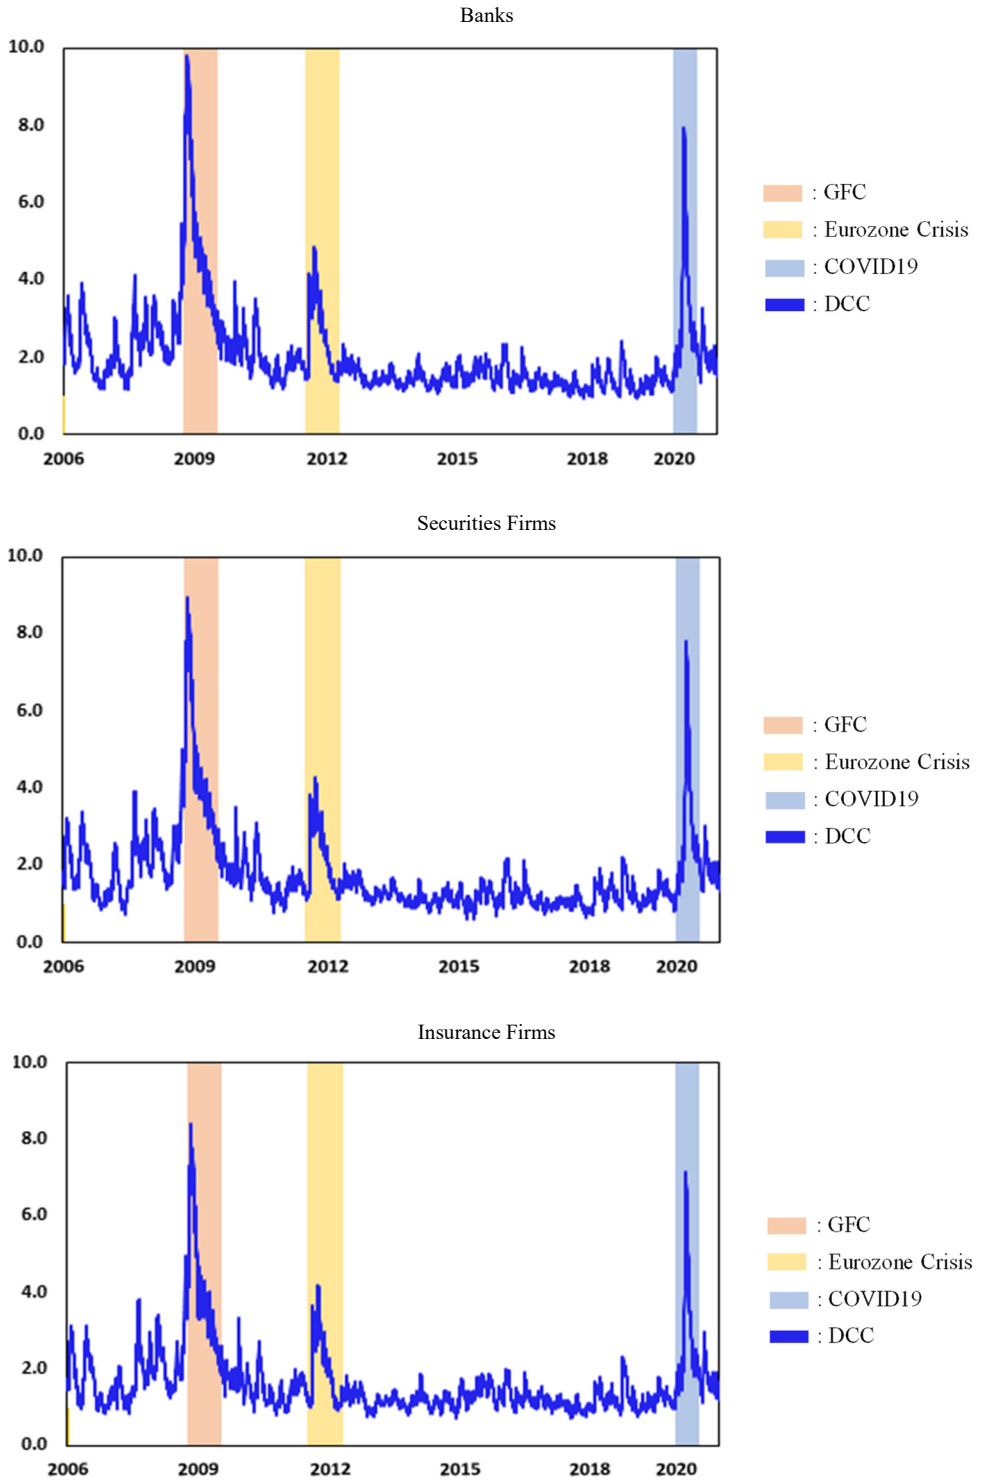 Banks
10.0
8.0
6.0
4.0
2.0
0.0
2006 2009 2012 2015 2018 2020
: GFC
: Eurozone Crisis
: COVID19
: DCC
Securities Firms
10.0
8.0
6.0
4.0
2.0
0.0
2006 2009 2012 2015 2018 2020
: GFC
: Eurozone Crisis
: COVID19
: DCC
Insurance Firms
10.0
8.0
6.0
4.0
2.0
0.0
2006 2009 2012 2015 2018 2020
: GFC
: Eurozone Crisis
: COVID19
: DCC